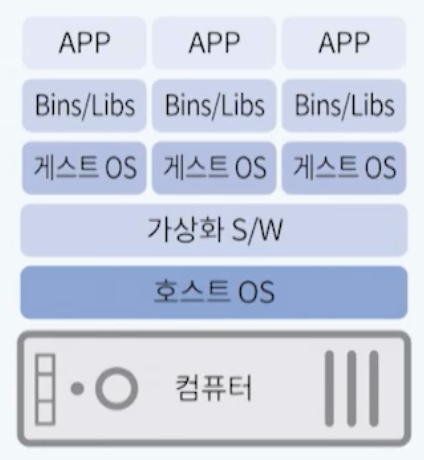 APP APP APP
Bins/Libs Bins/Libs Bins/Libs
게스트 OS 게스트 OS 게스트 OS
가상화 S/W
호스트 OS
컴퓨터